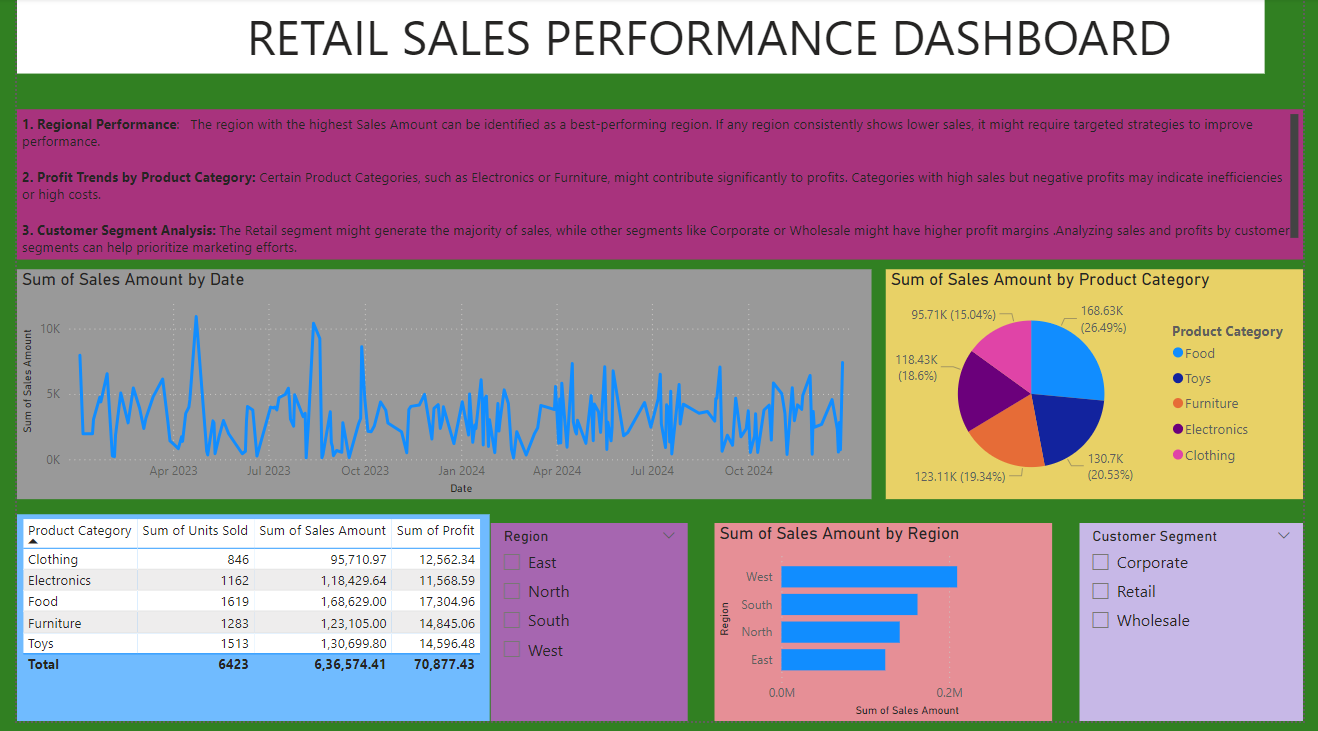 RETAIL SALES PERFORMANCE DASHBOARD
1. Regional Performance: The region with the highest Sales Amount can be identified as a best-performing region. If any region consistently shows lower sales, it might require targeted strategies to improve
performance.
2. Profit Trends by Product Category: Certain Product Categories, such as Electronics or Furniture, might contribute significantly to profits. Categories with high sales but negative profits may indicate inefficiencies
or high costs.
3. Customer Segment Analysis: The Retail segment might generate the majority of sales, while other segments like Corporate or Wholesale might have higher profit margins .Analyzing sales and profits by customer
segments can help prioritize marketing efforts.
Sum of Sales Amount by Date
Sum of Sales Amount
10K
5K
0K
Apr 2023 Jul 2023 Oct 2023 Jan 2024 Apr 2024 Jul 2024 Oct 2024
Date
Sum of Sales Amount by Product Category
168.63K
(26.49%)
130.7K
(20.53%)
123.11K (19.34%)
118.43K
(18.6%)
95.71K (15.04%)
Product Category
Food
Toys
Furniture
Electronics
Clothing
Product Category Sum of Units Sold Sum of Sales Amount Sum of Profit
Clothing 846 95,710.97 12,562.34
Electronics 1162 1,18,429.64 11,568.59
Food 1619 1,68,629.00 17,304.96
Furniture 1283 1,23,105.00 14,845.06
Toys 1513 1,30,699.80 14,596.48
Total 6423 6,36,574.41 70,877.43
Region
East
North
South
West
Sum of Sales Amount by Region
Region
West
South
North
East
0.0M 0.2M
Sum of Sales Amount
Customer Segment
Corporate
Retail
Wholesale